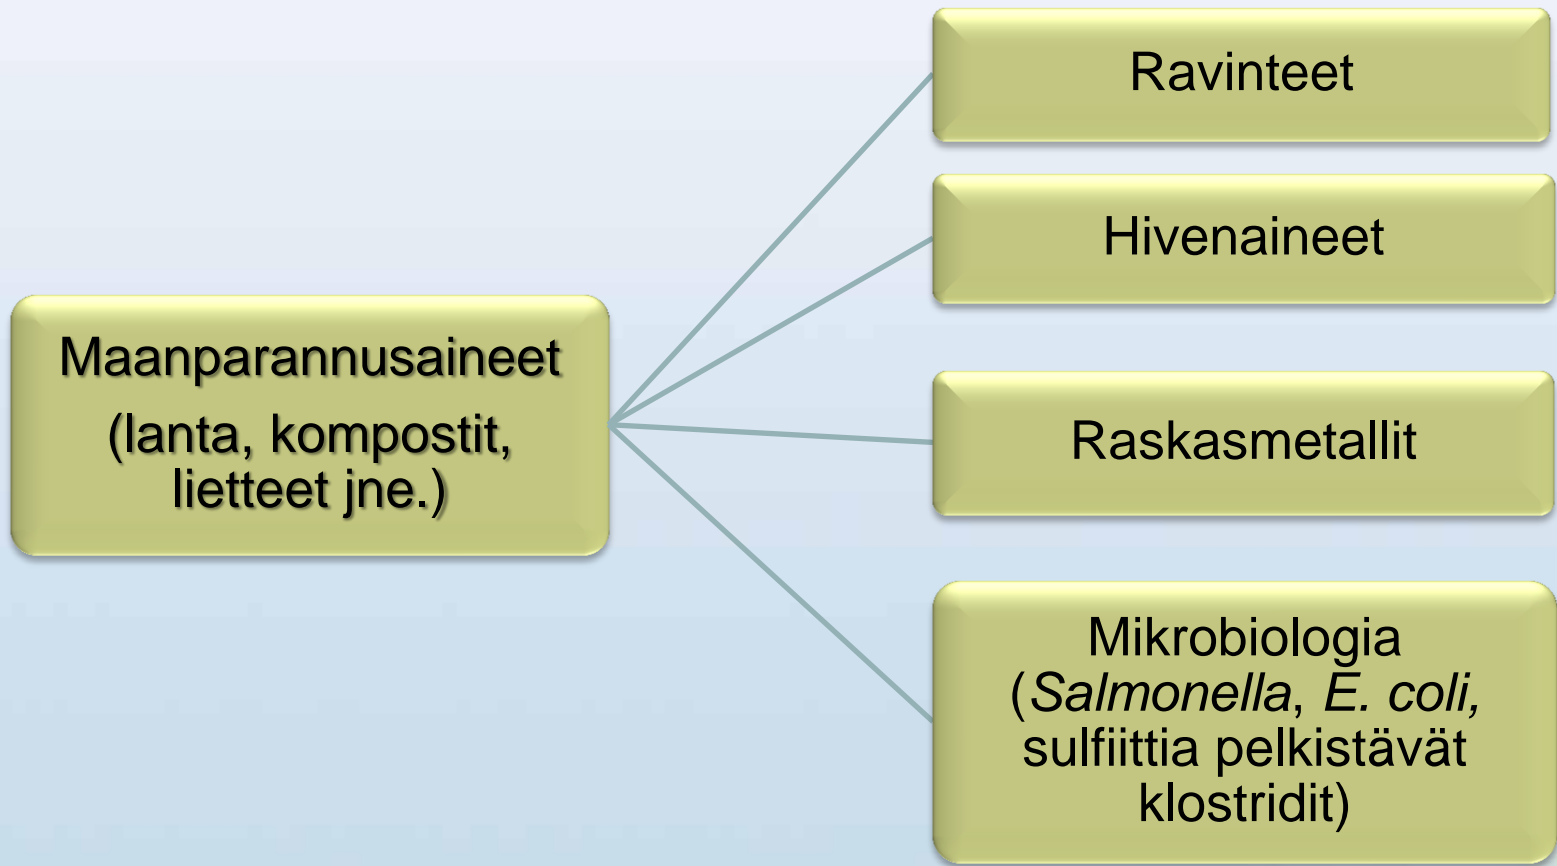 Ravinteet
Hivenaineet
Maanparannusaineet
(lanta, kompostit,
lietteet jne.)
Raskasmetallit
Mikrobiologia
(Salmonella, E. coli,
sulfiittia pelkistävät
klostridit)